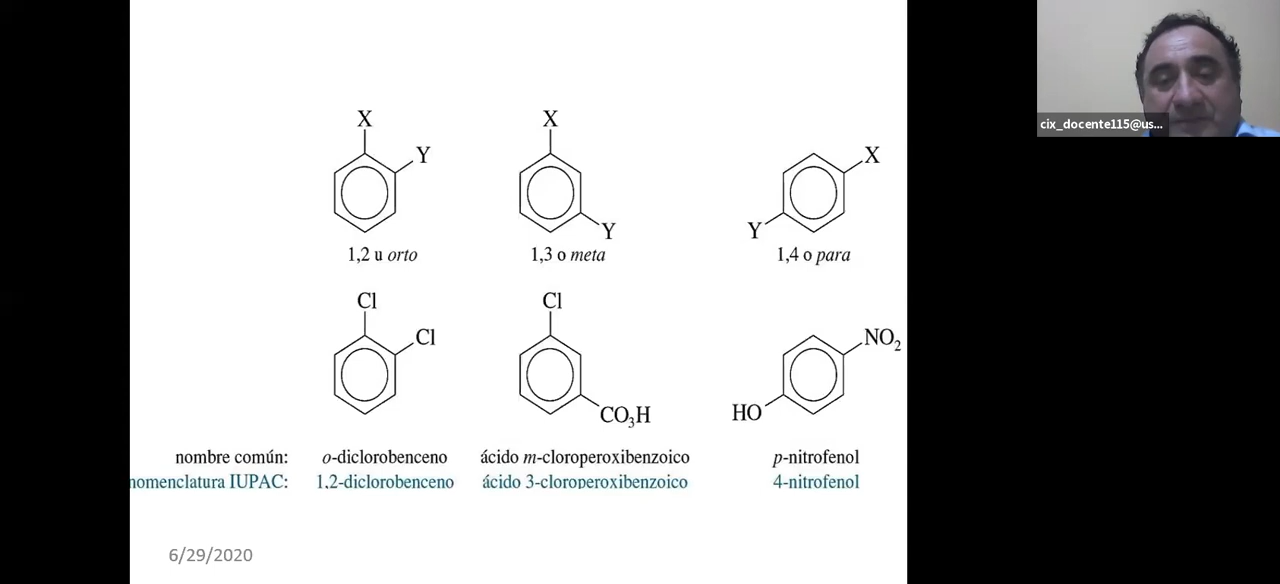 cix_docente115@us...
X
Y
1,2 u orto
X
Y
1,3 o meta
X
Y
1,4 o para
Cl
Cl
Cl
CO₃H
NO₂
HO
nombre común: o-diclorobenceno ácido m-cloroperoxibenzoico p-nitrofenol
nomenclatura IUPAC: 1,2-diclorobenceno ácido 3-cloroperoxibenzoico 4-nitrofenol
6/29/2020